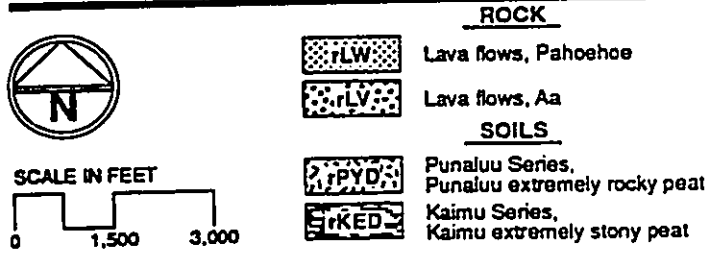 ROCK
rLW Lava flows, Pahoehoe
rLV Lava flows, Aa
SOILS
rPYD Punaluu Series,
Punaluu extremely rocky peat
rKED Kaimu Series,
Kaimu extremely stony peat
N
SCALE IN FEET
0 1,500 3,000